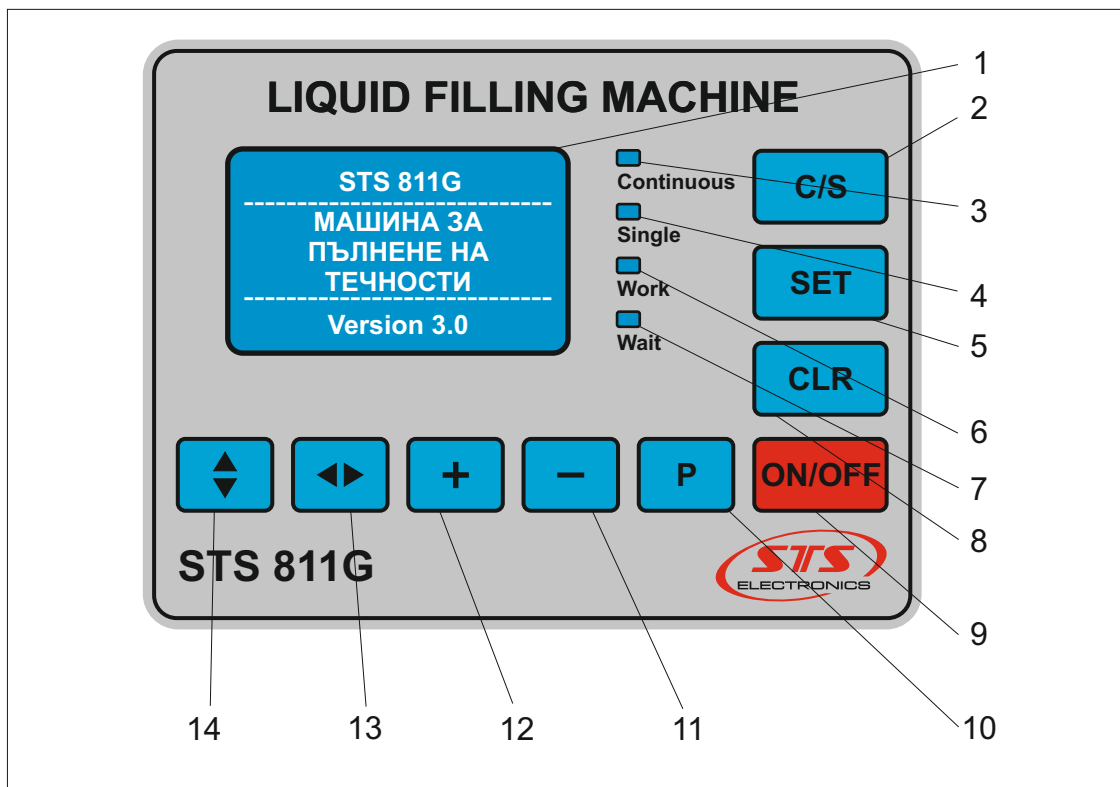 LIQUID FILLING MACHINE
STS 811G
МАШИНА ЗА
ПЪЛНЕНЕ НА
ТЕЧНОСТИ
Version 3.0
Continuous
Single
Work
Wait
C/S
SET
CLR
ON/OFF
+
−
P
STS 811G
STS
ELECTRONICS
1
2
3
4
5
6
7
8
9
10
11
12
13
14